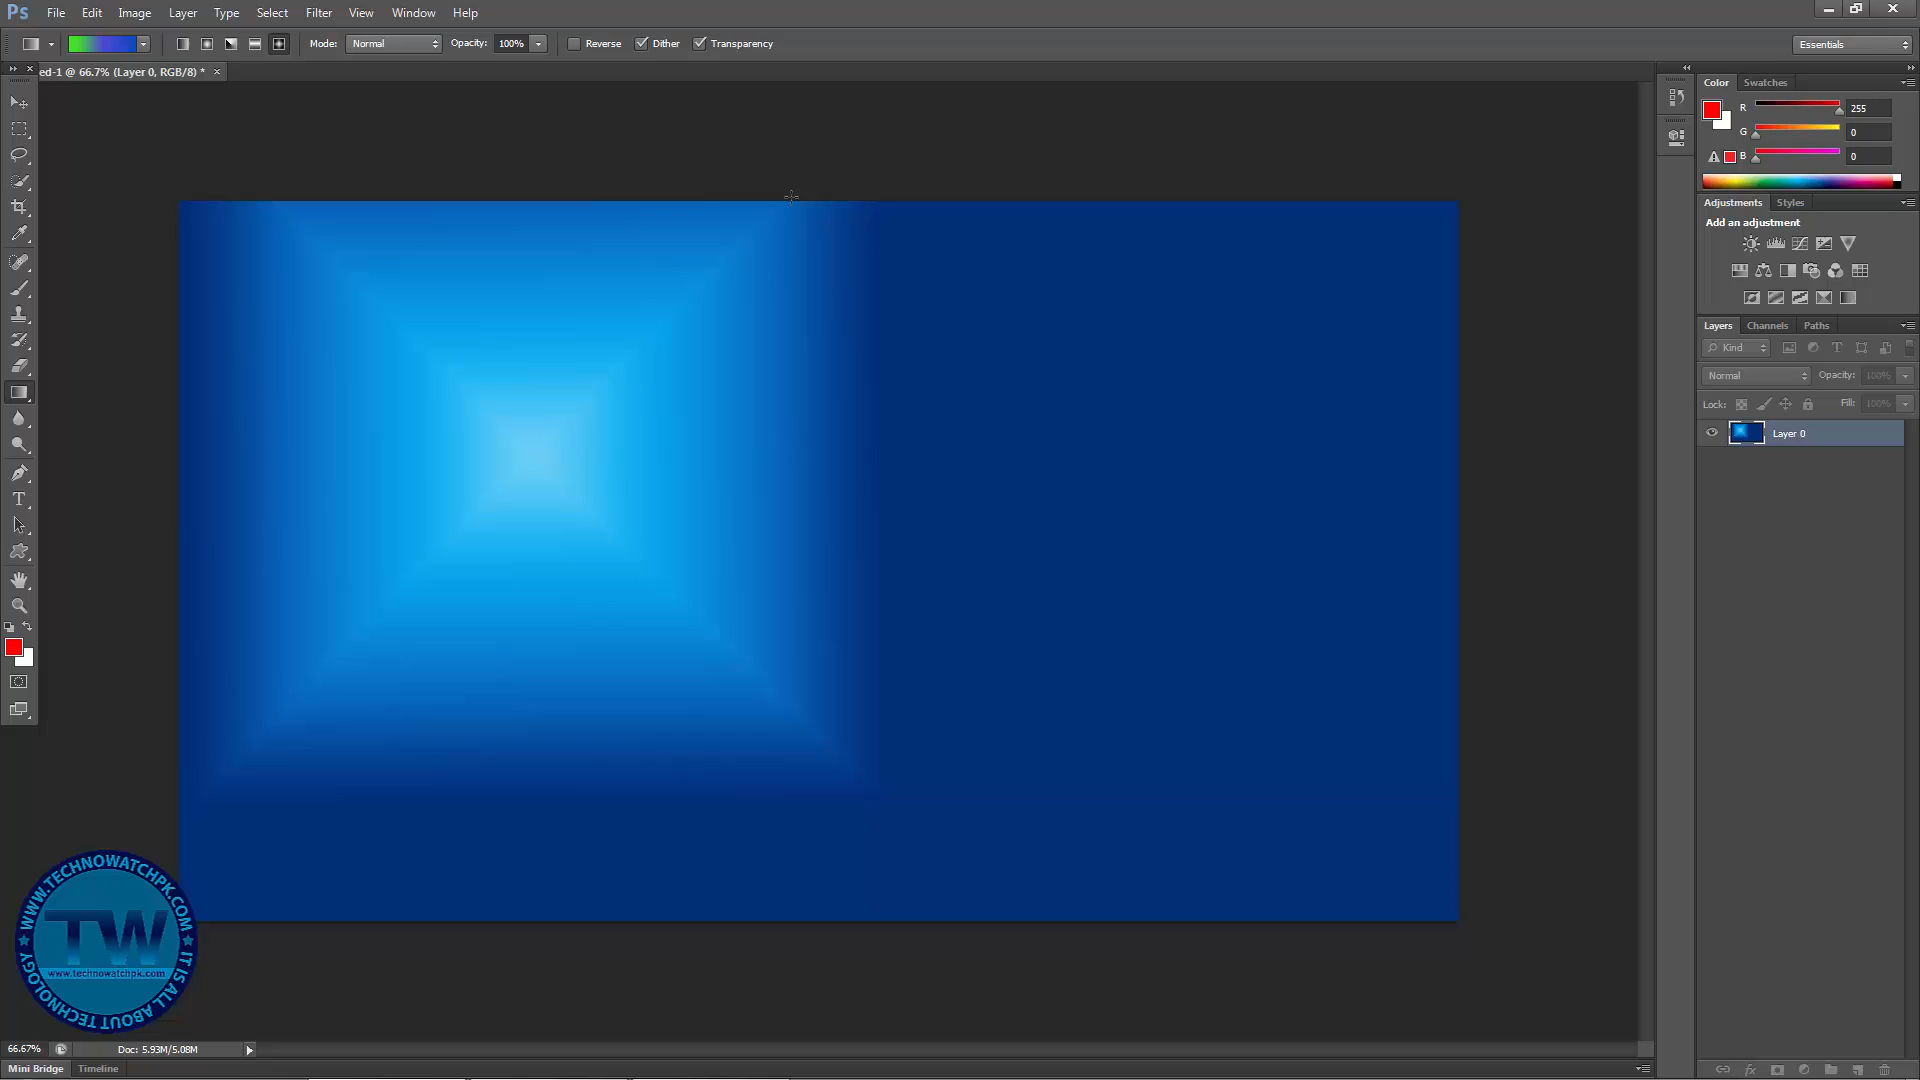 Ps File Edit Image Layer Type Select Filter View Window Help
Mode: Normal Opacity: 100% Reverse Dither Transparency Essentials
ed-1 @ 66.7% (Layer 0, RGB/8) *
Color Swatches
R 255
G 0
B 0
Adjustments Styles
Add an adjustment
Layers Channels Paths
Kind
Normal Opacity: 100%
Lock: Fill: 100%
Layer 0
WWW.TECHNOWATCHPK.COM
TW
www.technowatchpk.com
IT IS ALL ABOUT TECHNOLOGY
66.67% Doc: 5.93M/5.08M
Mini Bridge Timeline